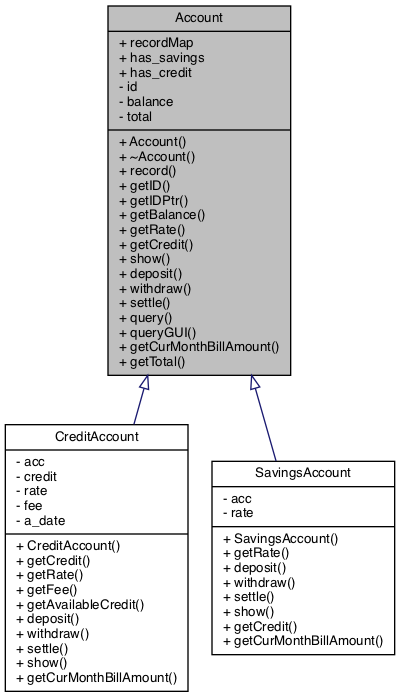 Account
+ recordMap
+ has_savings
+ has_credit
- id
- balance
- total
+ Account()
+ ~Account()
+ record()
+ getID()
+ getIDPtr()
+ getBalance()
+ getRate()
+ getCredit()
+ show()
+ deposit()
+ withdraw()
+ settle()
+ query()
+ queryGUI()
+ getCurMonthBillAmount()
+ getTotal()
CreditAccount
- acc
- credit
- rate
- fee
- a_date
+ CreditAccount()
+ getCredit()
+ getRate()
+ getFee()
+ getAvailableCredit()
+ deposit()
+ withdraw()
+ settle()
+ show()
+ getCurMonthBillAmount()
SavingsAccount
- acc
- rate
+ SavingsAccount()
+ getRate()
+ deposit()
+ withdraw()
+ settle()
+ show()
+ getCredit()
+ getCurMonthBillAmount()